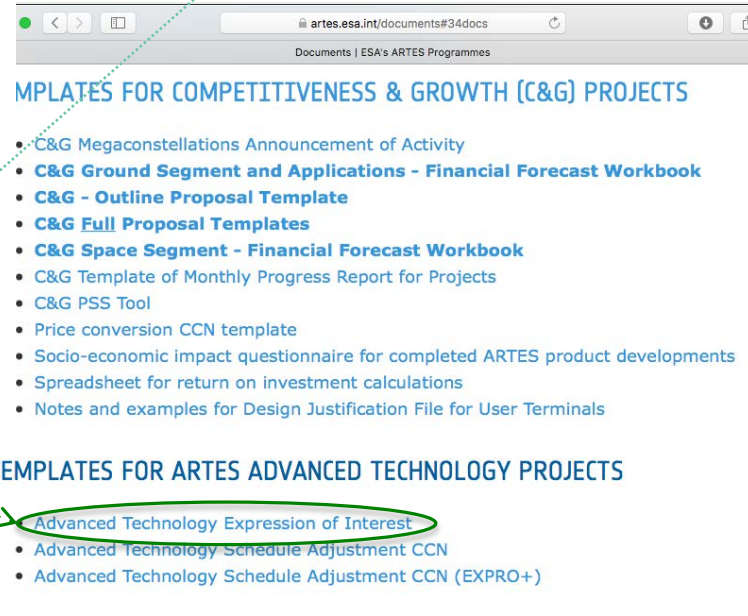 artes.esa.int/documents#34docs
Documents | ESA's ARTES Programmes
MPLATES FOR COMPETITIVENESS & GROWTH (C&G) PROJECTS
• C&G Megaconstellations Announcement of Activity
• C&G Ground Segment and Applications - Financial Forecast Workbook
• C&G - Outline Proposal Template
• C&G Full Proposal Templates
• C&G Space Segment - Financial Forecast Workbook
• C&G Template of Monthly Progress Report for Projects
• C&G PSS Tool
• Price conversion CCN template
• Socio-economic impact questionnaire for completed ARTES product developments
• Spreadsheet for return on investment calculations
• Notes and examples for Design Justification File for User Terminals
EMPLATES FOR ARTES ADVANCED TECHNOLOGY PROJECTS
• Advanced Technology Expression of Interest
• Advanced Technology Schedule Adjustment CCN
• Advanced Technology Schedule Adjustment CCN (EXPRO+)